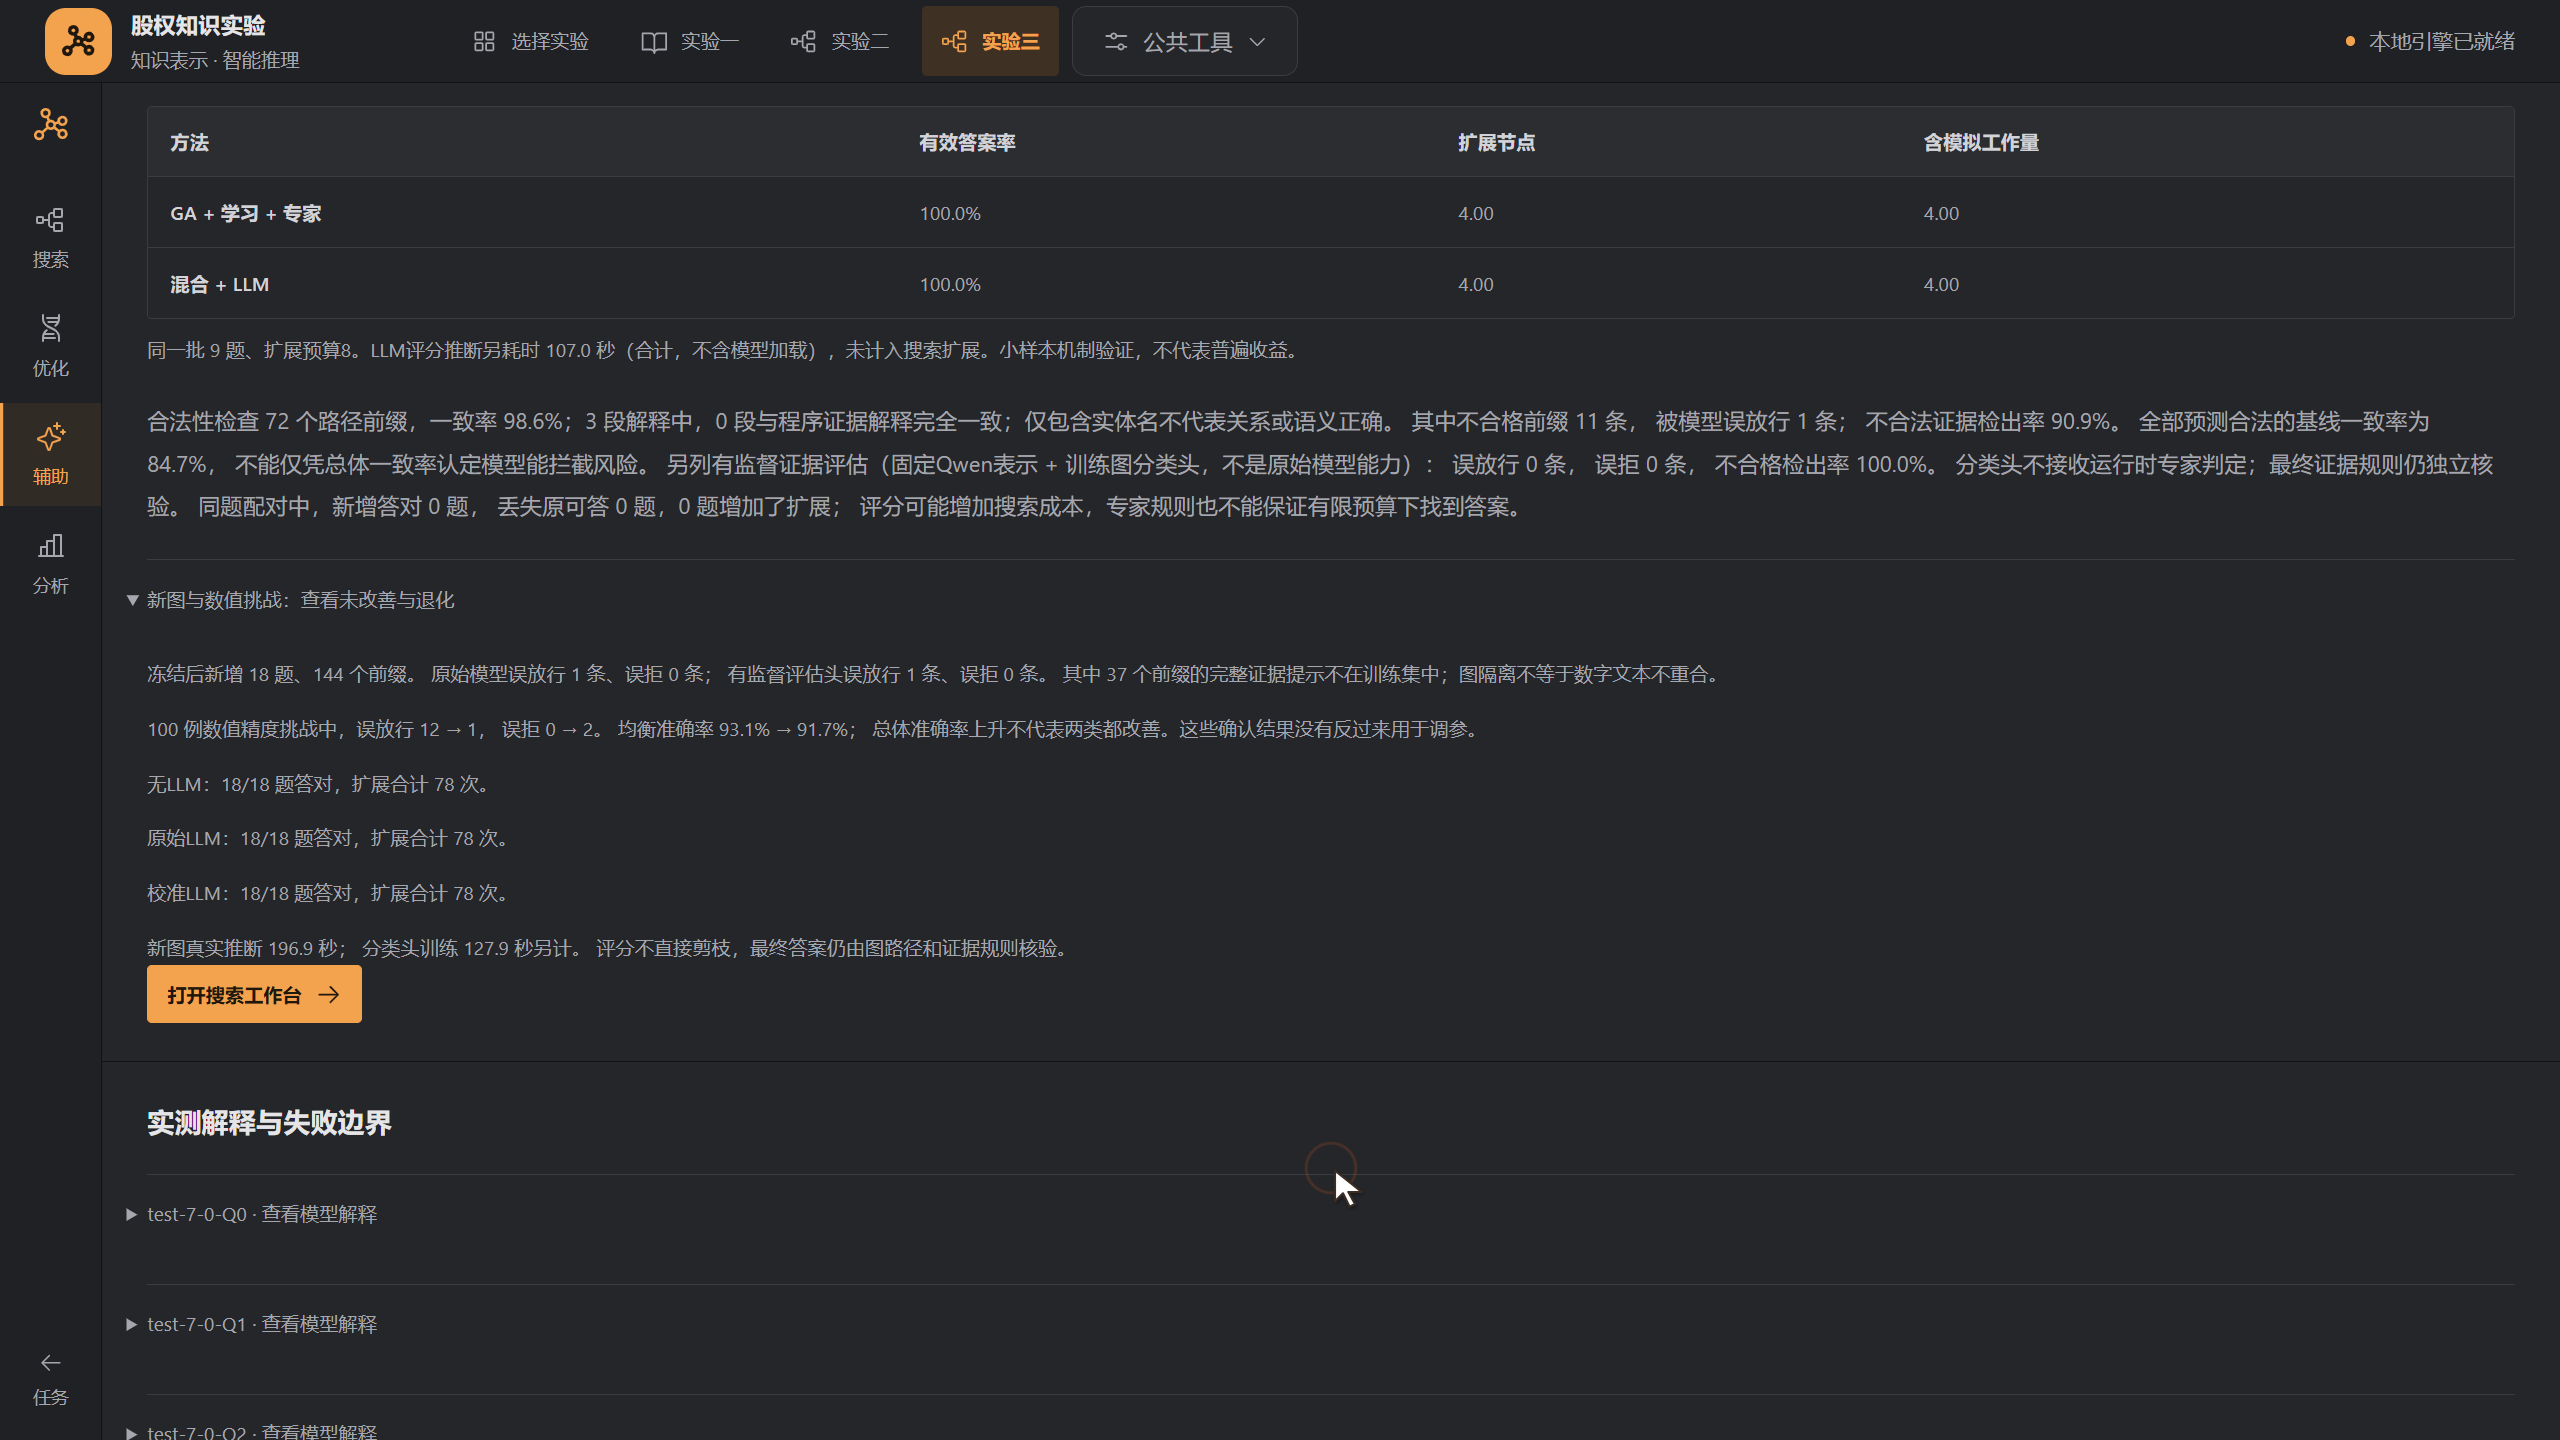 股权知识实验
知识表示 · 智能推理
选择实验
实验一
实验二
实验三
公共工具
本地引擎已就绪
搜索
优化
辅助
分析
任务
方法 有效答案率 扩展节点 含模拟工作量
GA + 学习 + 专家 100.0% 4.00 4.00
混合 + LLM 100.0% 4.00 4.00
同一批 9 题、扩展预算8。LLM评分推断另耗时 107.0 秒（合计，不含模型加载），未计入搜索扩展。小样本机制验证，不代表普遍收益。
合法性检查 72 个路径前缀，一致率 98.6%；3 段解释中，0 段与程序证据解释完全一致；仅包含实体名不代表关系或语义正确。 其中不合格前缀 11 条， 被模型误放行 1 条； 不合法证据检出率 90.9%。 全部预测合法的基线一致率为
84.7%， 不能仅凭总体一致率认定模型能拦截风险。 另列有监督证据评估（固定Qwen表示 + 训练图分类头，不是原始模型能力）： 误放行 0 条， 误拒 0 条， 不合格检出率 100.0%。 分类头不接收运行时专家判定；最终证据规则仍独立核
验。 同题配对中，新增答对 0 题， 丢失原可答 0 题，0 题增加了扩展； 评分可能增加搜索成本，专家规则也不能保证有限预算下找到答案。
新图与数值挑战：查看未改善与退化
冻结后新增 18 题、144 个前缀。 原始模型误放行 1 条、误拒 0 条； 有监督评估头误放行 1 条、误拒 0 条。 其中 37 个前缀的完整证据提示不在训练集中；图隔离不等于数字文本不重合。
100 例数值精度挑战中，误放行 12 → 1， 误拒 0 → 2。 均衡准确率 93.1% → 91.7%； 总体准确率上升不代表两类都改善。这些确认结果没有反过来用于调参。
无LLM：18/18 题答对，扩展合计 78 次。
原始LLM：18/18 题答对，扩展合计 78 次。
校准LLM：18/18 题答对，扩展合计 78 次。
新图真实推断 196.9 秒； 分类头训练 127.9 秒另计。 评分不直接剪枝，最终答案仍由图路径和证据规则核验。
打开搜索工作台
实测解释与失败边界
test-7-0-Q0 · 查看模型解释
test-7-0-Q1 · 查看模型解释
test-7-0-Q2 · 查看模型解释